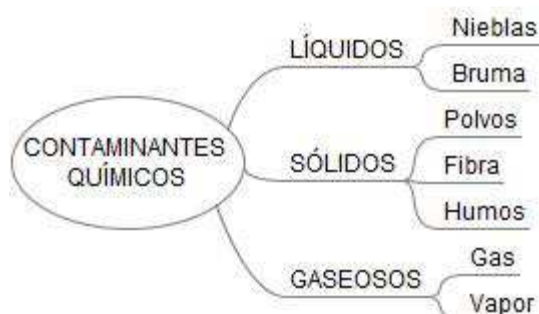 CONTAMINANTES
QUÍMICOS
LÍQUIDOS
Nieblas
Bruma
SÓLIDOS
Polvos
Fibra
Humos
GASEOSOS
Gas
Vapor